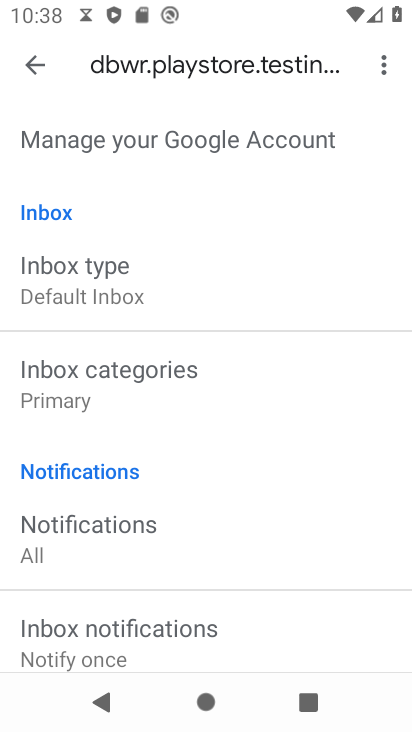 10:38
dbwr.playstore.testin...
Manage your Google Account
Inbox
Inbox type
Default Inbox
Inbox categories
Primary
Notifications
Notifications
All
Inbox notifications
Notify once